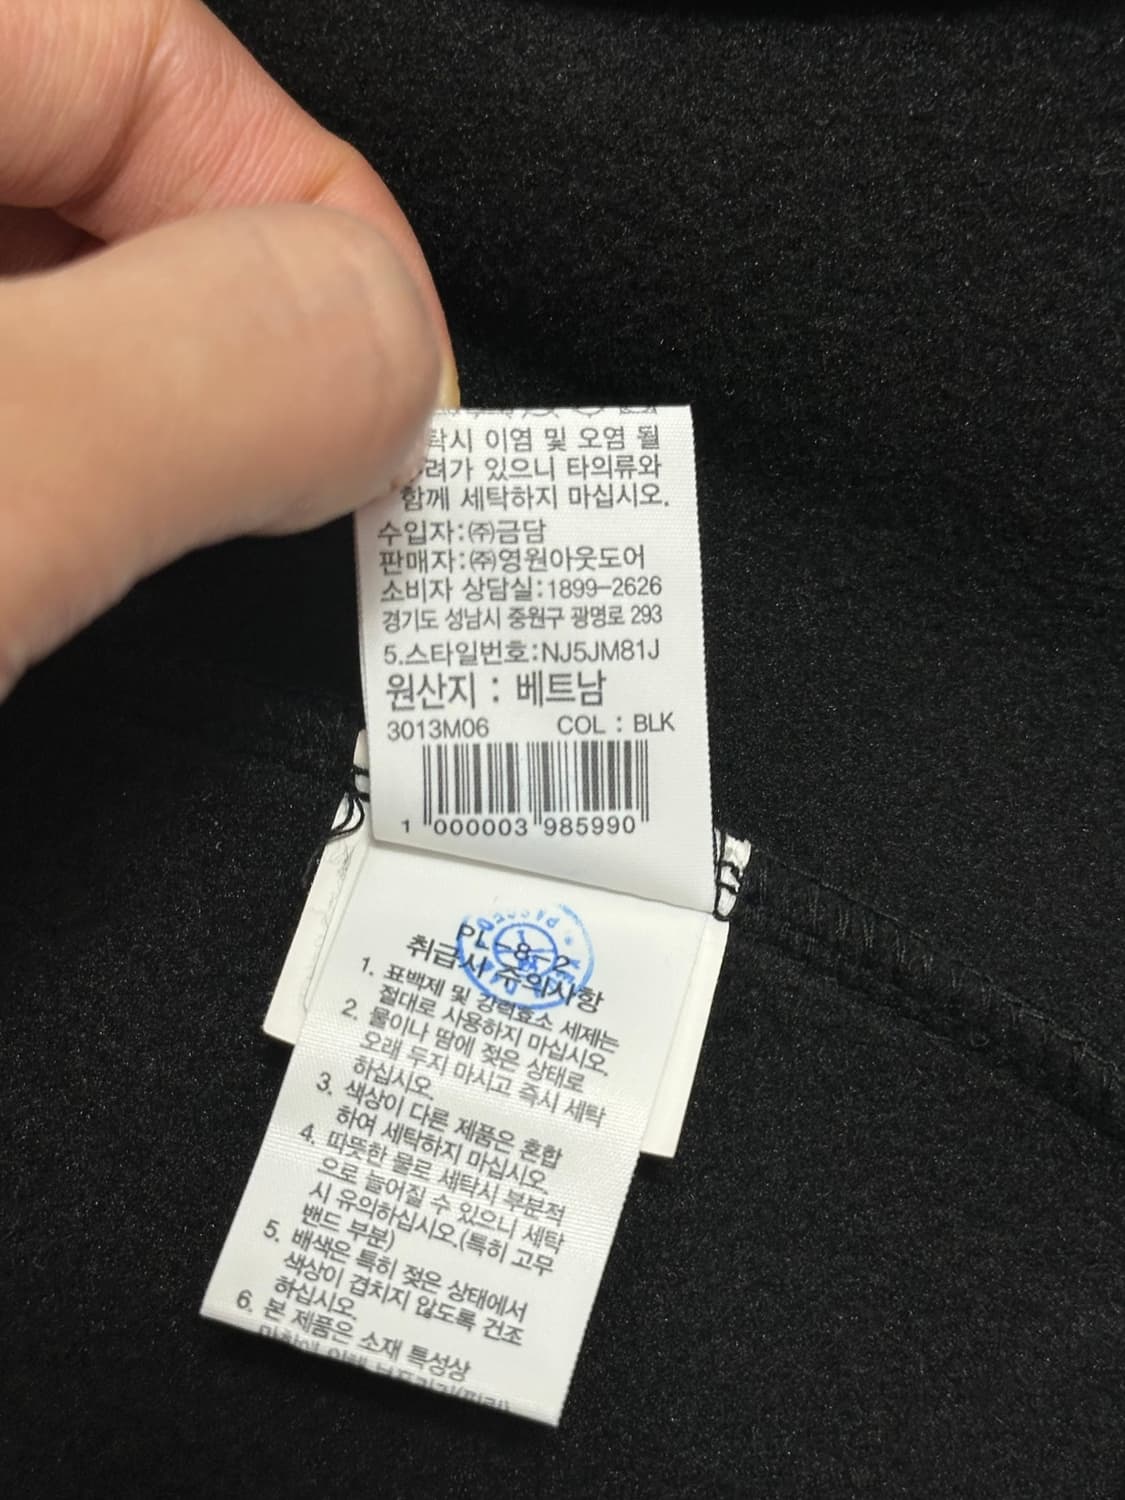 이염 및 오염 될
려가 있으니 타의류와
함께 세탁하지 마십시오.
수입자:㈜금담
판매자:㈜영원아웃도어
소비자 상담실:1899-2626
경기도 성남시 중원구 광명로 293
5.스타일번호:NJ5JM81J
원산지 : 베트남
3013M06 COL : BLK
1 000003 985990
PL-8-2
취급시 주의사항
1. 표백제 및 강력효소 세제는
절대로 사용하지 마십시오.
2. 물이나 땀에 젖은 상태로
오래 두지 마시고 즉시 세탁
하십시오.
3. 색상이 다른 제품은 혼합
하여 세탁하지 마십시오.
4. 따뜻한 물로 세탁시 부분적
으로 늘어질 수 있으니 세탁
시 유의하십시오.(특히 고무
밴드 부분)
5. 배색은 특히 젖은 상태에서
색상이 겹치지 않도록 건조
하십시오.
6. 본 제품은 소재 특성상